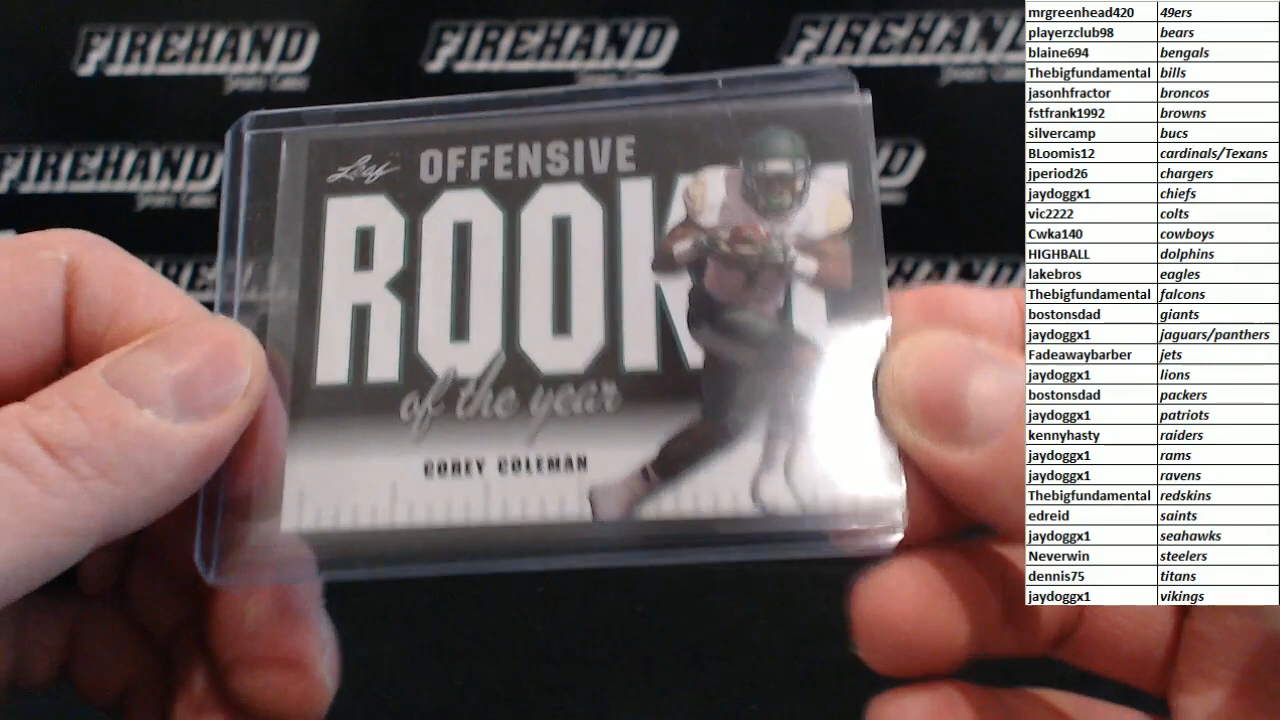 FIREHAND FIREHAND FIREHAND
FIREHAND
Leaf OFFENSIVE
ROOK
of the year
COREY COLEMAN
mrgreenhead420 49ers
playerzclub98 bears
blaine694 bengals
Thebigfundamental bills
jasonhfractor broncos
fstfrank1992 browns
silvercamp bucs
BLoomis12 cardinals/Texans
jperiod26 chargers
jaydoggx1 chiefs
vic2222 colts
Cwka140 cowboys
HIGHBALL dolphins
lakebros eagles
Thebigfundamental falcons
bostonsdad giants
jaydoggx1 jaguars/panthers
Fadeawaybarber jets
jaydoggx1 lions
bostonsdad packers
jaydoggx1 patriots
kennyhasty raiders
jaydoggx1 rams
jaydoggx1 ravens
Thebigfundamental redskins
edreid saints
jaydoggx1 seahawks
Neverwin steelers
dennis75 titans
jaydoggx1 vikings